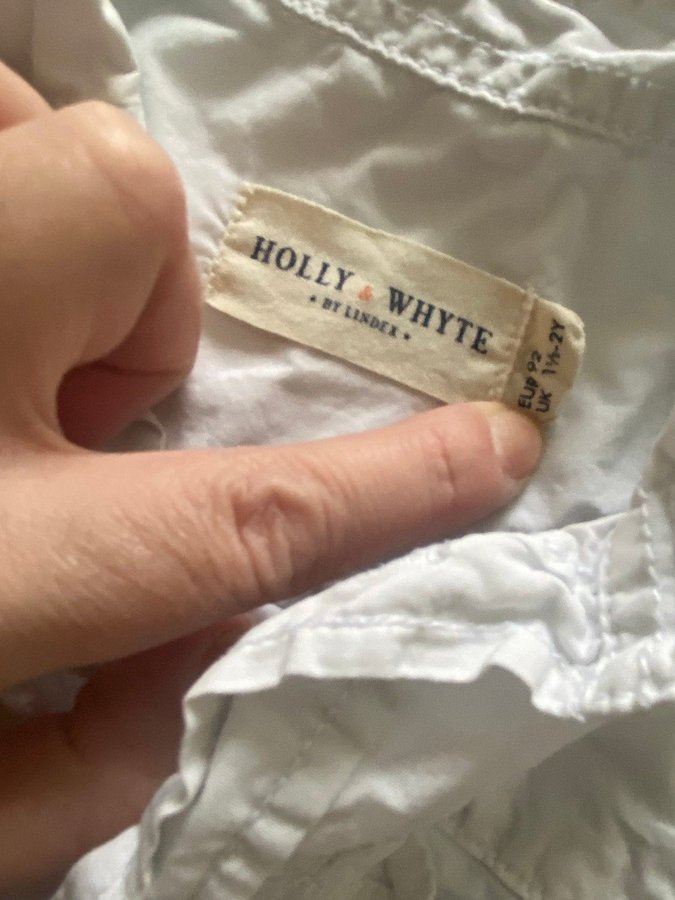 HOLLY & WHYTE
• BY LINDEX •
EUR 92
UK 1½-2Y